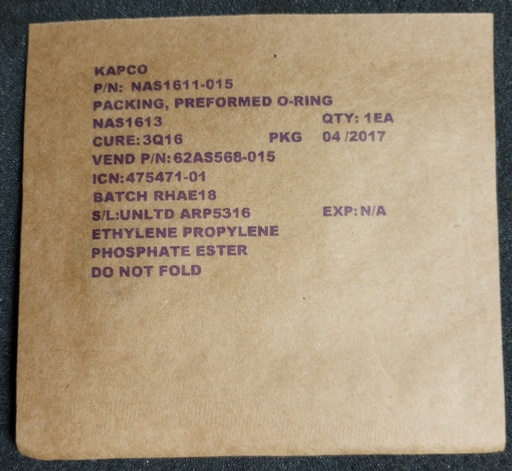 KAPCO
P/N: NAS1611-015
PACKING, PREFORMED O-RING
NAS1613 QTY: 1EA
CURE: 3Q16 PKG 04 /2017
VEND P/N: 62AS568-015
ICN: 475471-01
BATCH RHAE18
S/L:UNLTD ARP5316 EXP: N/A
ETHYLENE PROPYLENE
PHOSPHATE ESTER
DO NOT FOLD